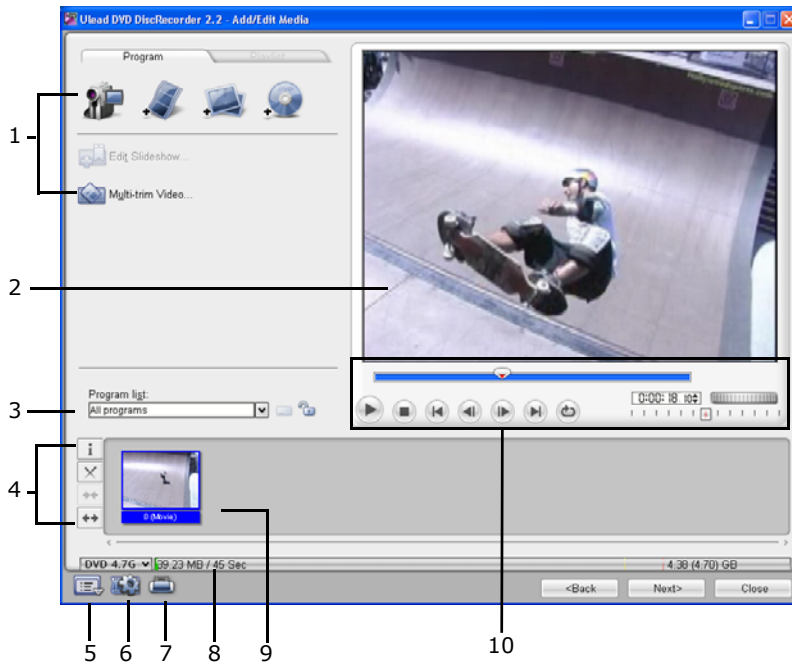 Ulead DVD DiscRecorder 2.2 - Add/Edit Media
Program
Playlist
1
Edit Slideshow...
Multi-trim Video...
2
Program list:
3
All programs
0:00:18.10
4
0 (Movie)
DVD 4.7G
39.23 MB / 45 Sec
4.38 (4.70) GB
<Back
Next>
Close
5
6
7
8
9
10